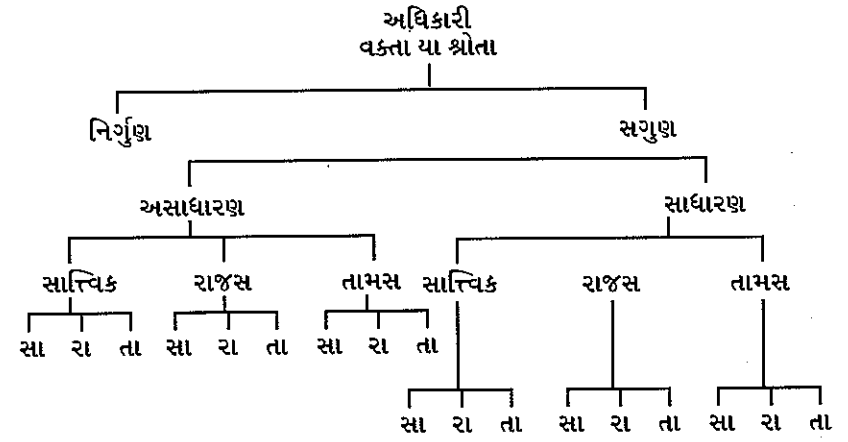 અધિકારી
વક્તા યા શ્રોતા
નિર્ગુણ સગુણ
અસાધારણ સાધારણ
સાત્ત્વિક રાજસ તામસ સાત્ત્વિક રાજસ તામસ
સા રા તા સા રા તા સા રા તા
સા રા તા સા રા તા સા રા તા